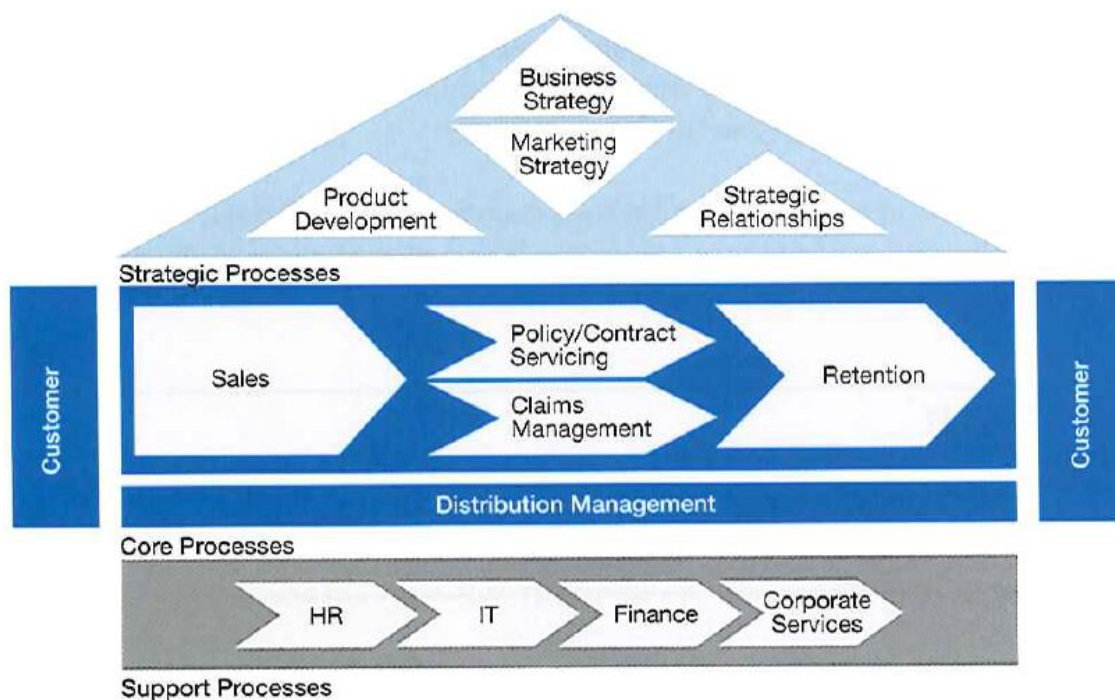 Business
Strategy
Marketing
Strategy
Product
Development
Strategic
Relationships
Strategic Processes
Customer
Sales
Policy/Contract
Servicing
Claims
Management
Retention
Customer
Distribution Management
Core Processes
HR
IT
Finance
Corporate
Services
Support Processes